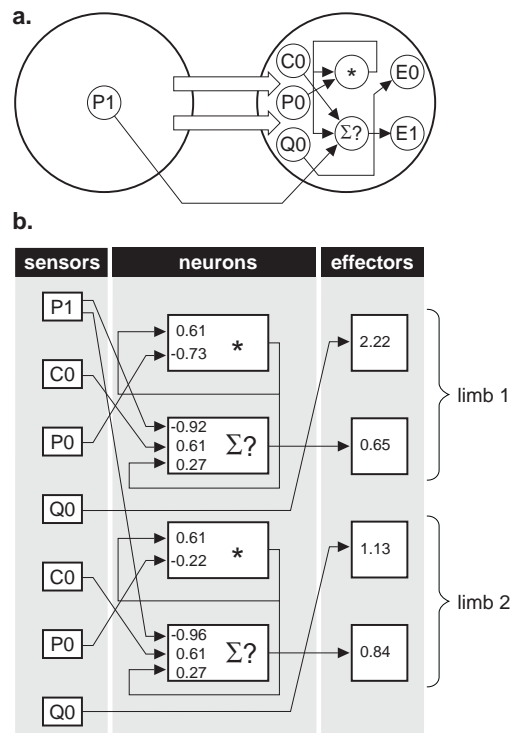 a.
P1
C0
P0
Q0
*
Σ?
E0
E1
b.
sensors neurons effectors
P1
C0
P0
Q0
C0
P0
Q0
0.61
-0.73
*
-0.92
0.61
0.27
Σ?
0.61
-0.22
*
-0.96
0.61
0.27
Σ?
2.22
0.65
1.13
0.84
limb 1
limb 2